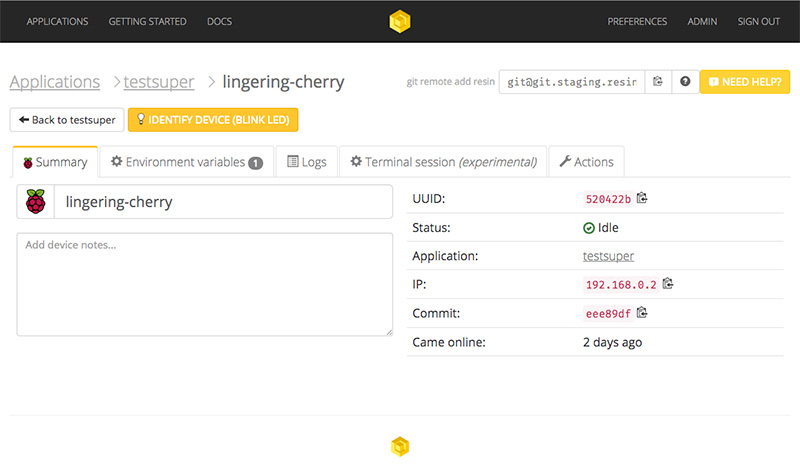 APPLICATIONS GETTING STARTED DOCS PREFERENCES ADMIN SIGN OUT
Applications testsuper lingering-cherry git remote add resin git@git.staging.resin NEED HELP?
Back to testsuper IDENTIFY DEVICE (BLINK LED)
Summary Environment variables 1 Logs Terminal session (experimental) Actions
lingering-cherry
Add device notes...
UUID: 520422b
Status: Idle
Application: testsuper
IP: 192.168.0.2
Commit: eee89df
Came online: 2 days ago